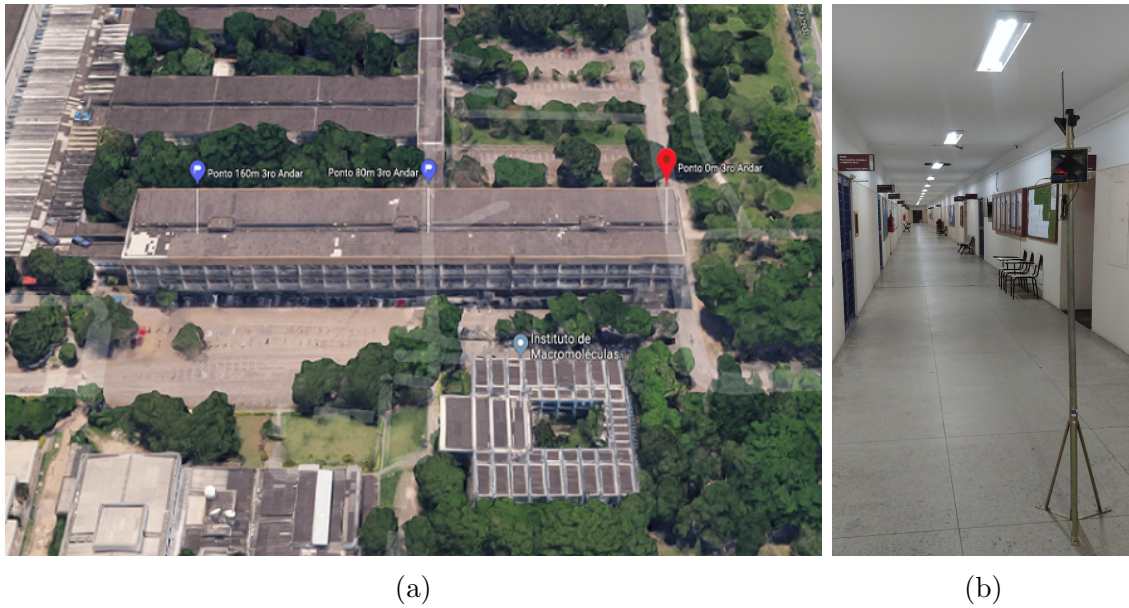 Ponto 160m 3ro Andar
Ponto 80m 3ro Andar
Ponto 0m 3ro Andar
Instituto de
Macromoléculas
(a)
(b)